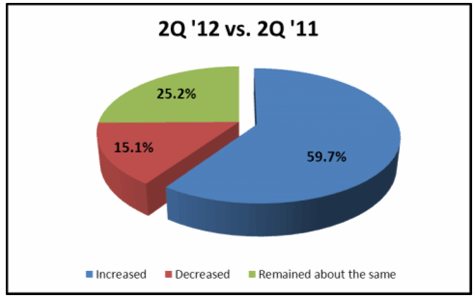 2Q '12 vs. 2Q '11
25.2%
15.1%
59.7%
Increased Decreased Remained about the same